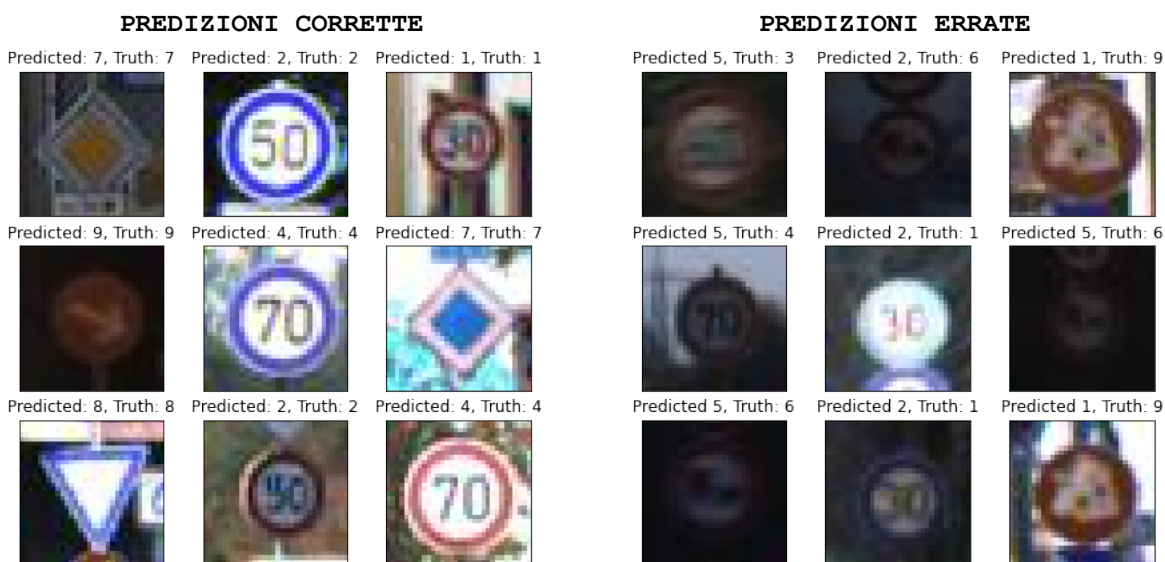 PREDIZIONI CORRETTE
Predicted: 7, Truth: 7 Predicted: 2, Truth: 2 Predicted: 1, Truth: 1
50
30
Predicted: 9, Truth: 9 Predicted: 4, Truth: 4 Predicted: 7, Truth: 7
70
Predicted: 8, Truth: 8 Predicted: 2, Truth: 2 Predicted: 4, Truth: 4
50
70
PREDIZIONI ERRATE
Predicted 5, Truth: 3 Predicted 2, Truth: 6 Predicted 1, Truth: 9
Predicted 5, Truth: 4 Predicted 2, Truth: 1 Predicted 5, Truth: 6
70
30
Predicted 5, Truth: 6 Predicted 2, Truth: 1 Predicted 1, Truth: 9